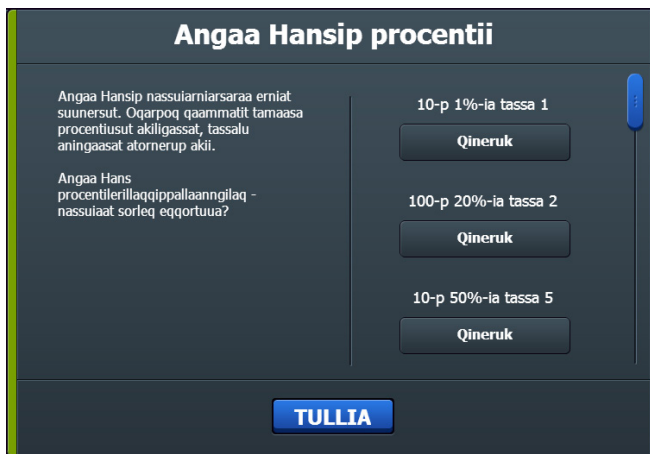 Angaa Hansip procentii
Angaa Hansip nassuiarniarsaraa erniat
suunersut. Oqarpoq qaammatit tamaasa
procentiusut akiligassat, tassalu
aningaasat atornerup akii.
Angaa Hans
procentilerillaqqippallaanngilaq -
nassuiaat sorleq eqqortuua?
10-p 1%-ia tassa 1
Qineruk
100-p 20%-ia tassa 2
Qineruk
10-p 50%-ia tassa 5
Qineruk
TULLIA